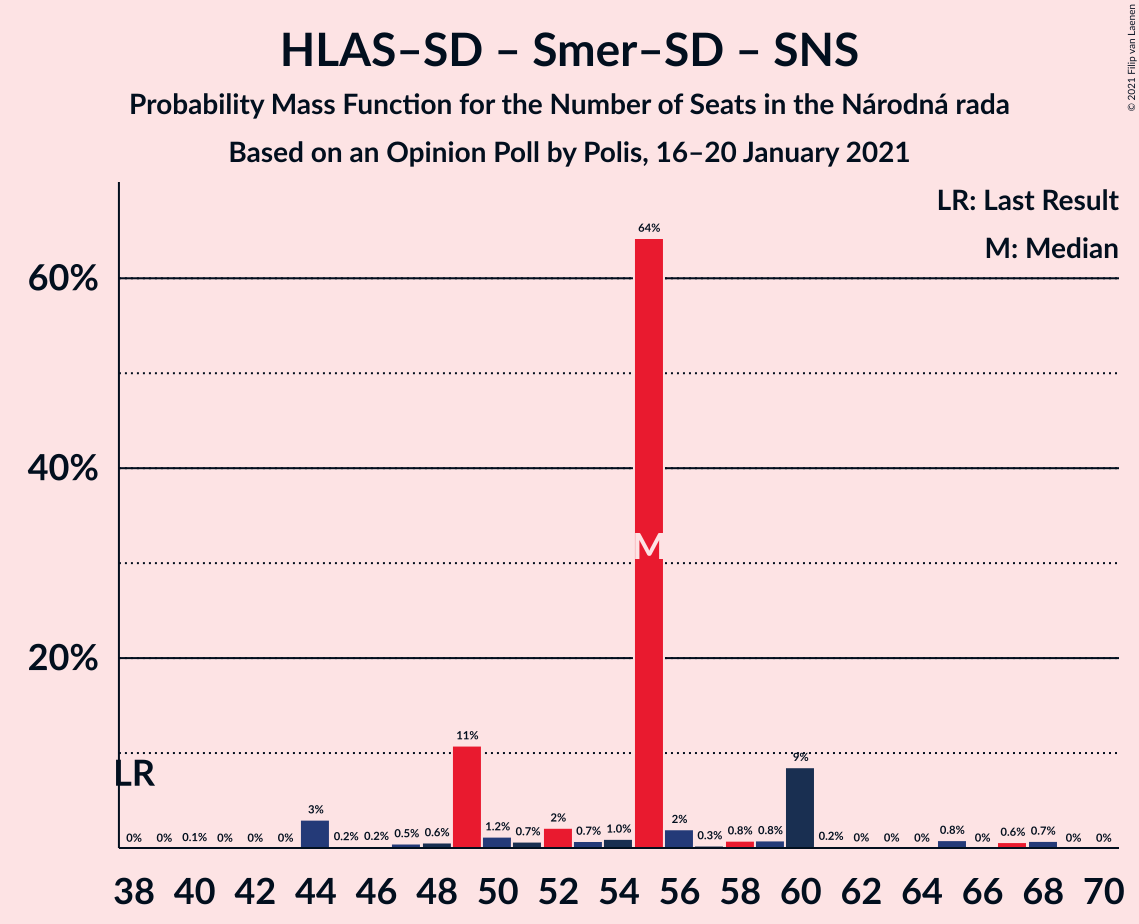 HLAS–SD – Smer–SD – SNS
Probability Mass Function for the Number of Seats in the Národná rada
Based on an Opinion Poll by Polis, 16–20 January 2021
© 2021 Filip van Laenen
LR: Last Result
M: Median
60%
40%
20%
64%
M
LR
0% 0% 0.1% 0% 0% 0% 3% 0.2% 0.2% 0.5% 0.6% 11% 1.2% 0.7% 2% 0.7% 1.0% 2% 0.3% 0.8% 0.8% 9% 0.2% 0% 0% 0% 0.8% 0% 0.6% 0.7% 0% 0%
38 40 42 44 46 48 50 52 54 56 58 60 62 64 66 68 70